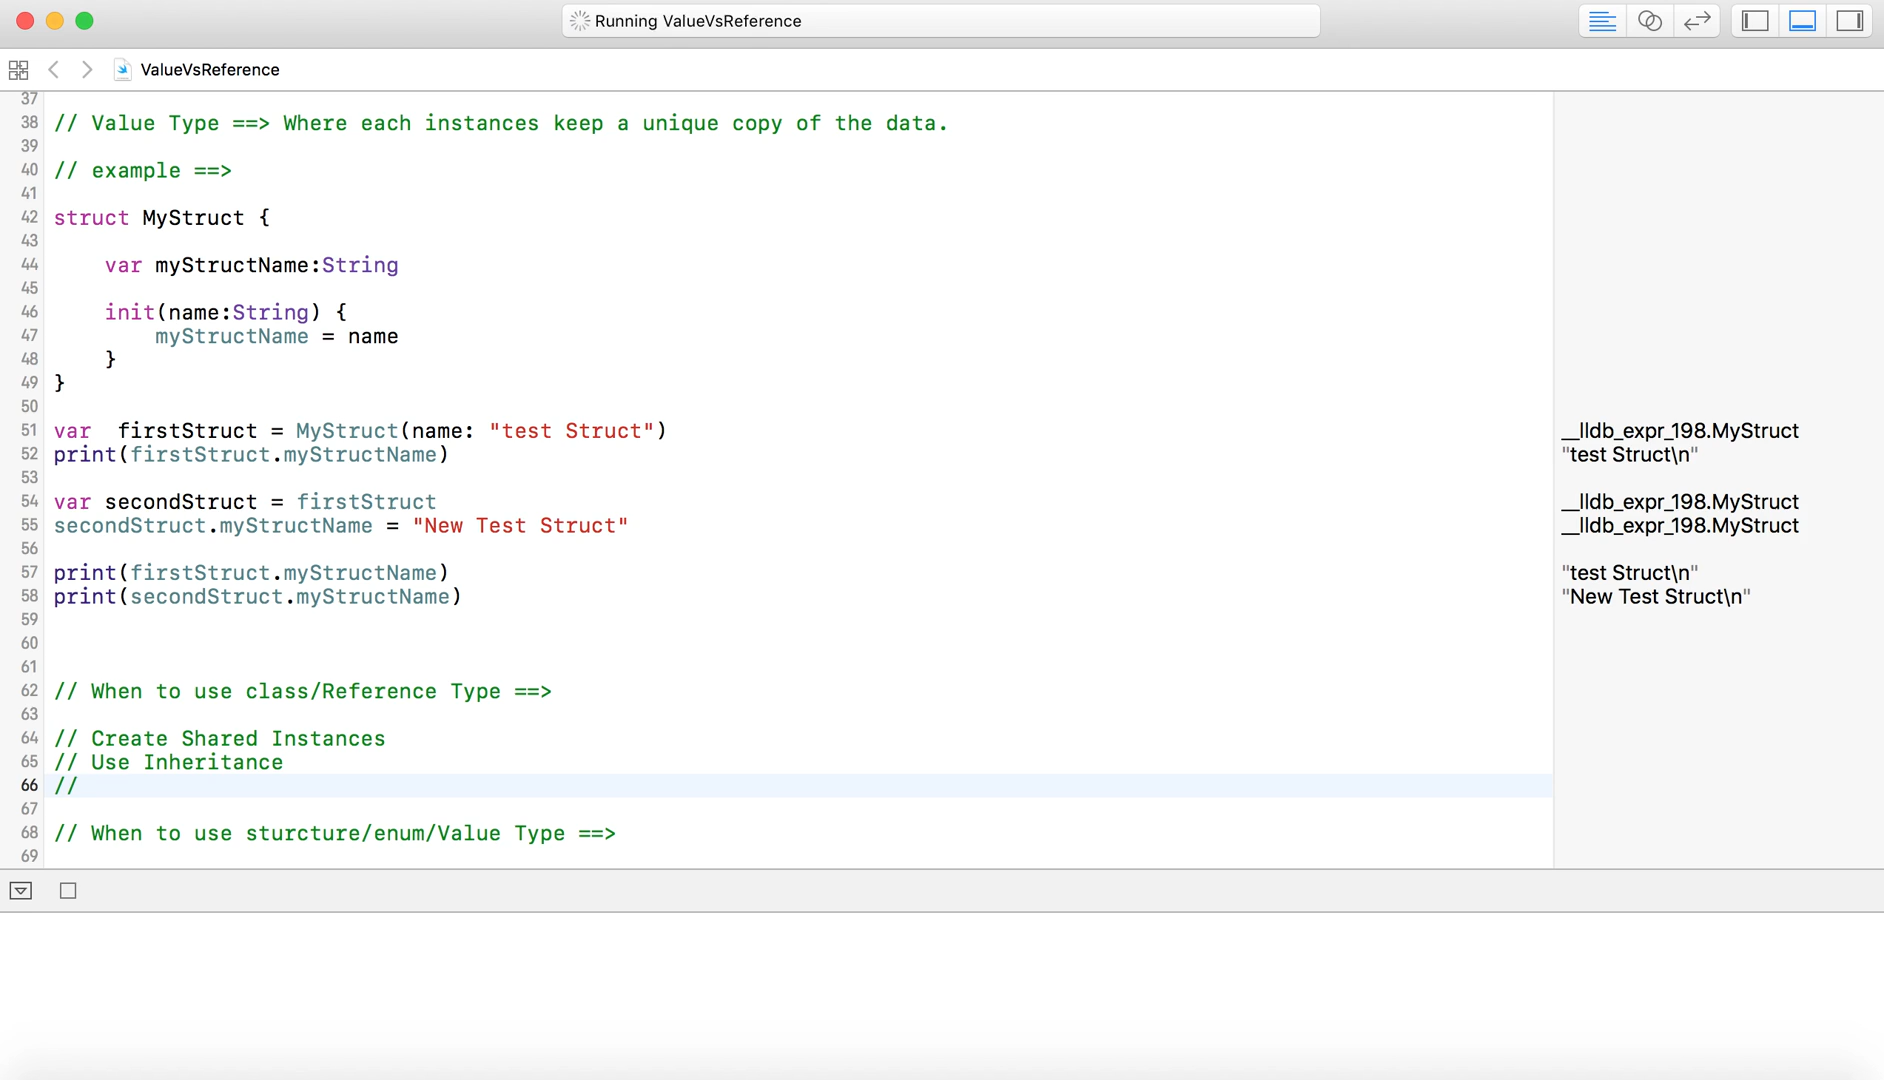 Running ValueVsReference
ValueVsReference
37
38 // Value Type ==> Where each instances keep a unique copy of the data.
39
40 // example ==>
41
42 struct MyStruct {
43
44 var myStructName:String
45
46 init(name:String) {
47 myStructName = name
48 }
49 }
50
51 var  firstStruct = MyStruct(name: "test Struct") __lldb_expr_198.MyStruct
52 print(firstStruct.myStructName) "test Struct\n"
53
54 var secondStruct = firstStruct __lldb_expr_198.MyStruct
55 secondStruct.myStructName = "New Test Struct" __lldb_expr_198.MyStruct
56
57 print(firstStruct.myStructName) "test Struct\n"
58 print(secondStruct.myStructName) "New Test Struct\n"
59
60
61
62 // When to use class/Reference Type ==>
63
64 // Create Shared Instances
65 // Use Inheritance
66 //
67
68 // When to use sturcture/enum/Value Type ==>
69